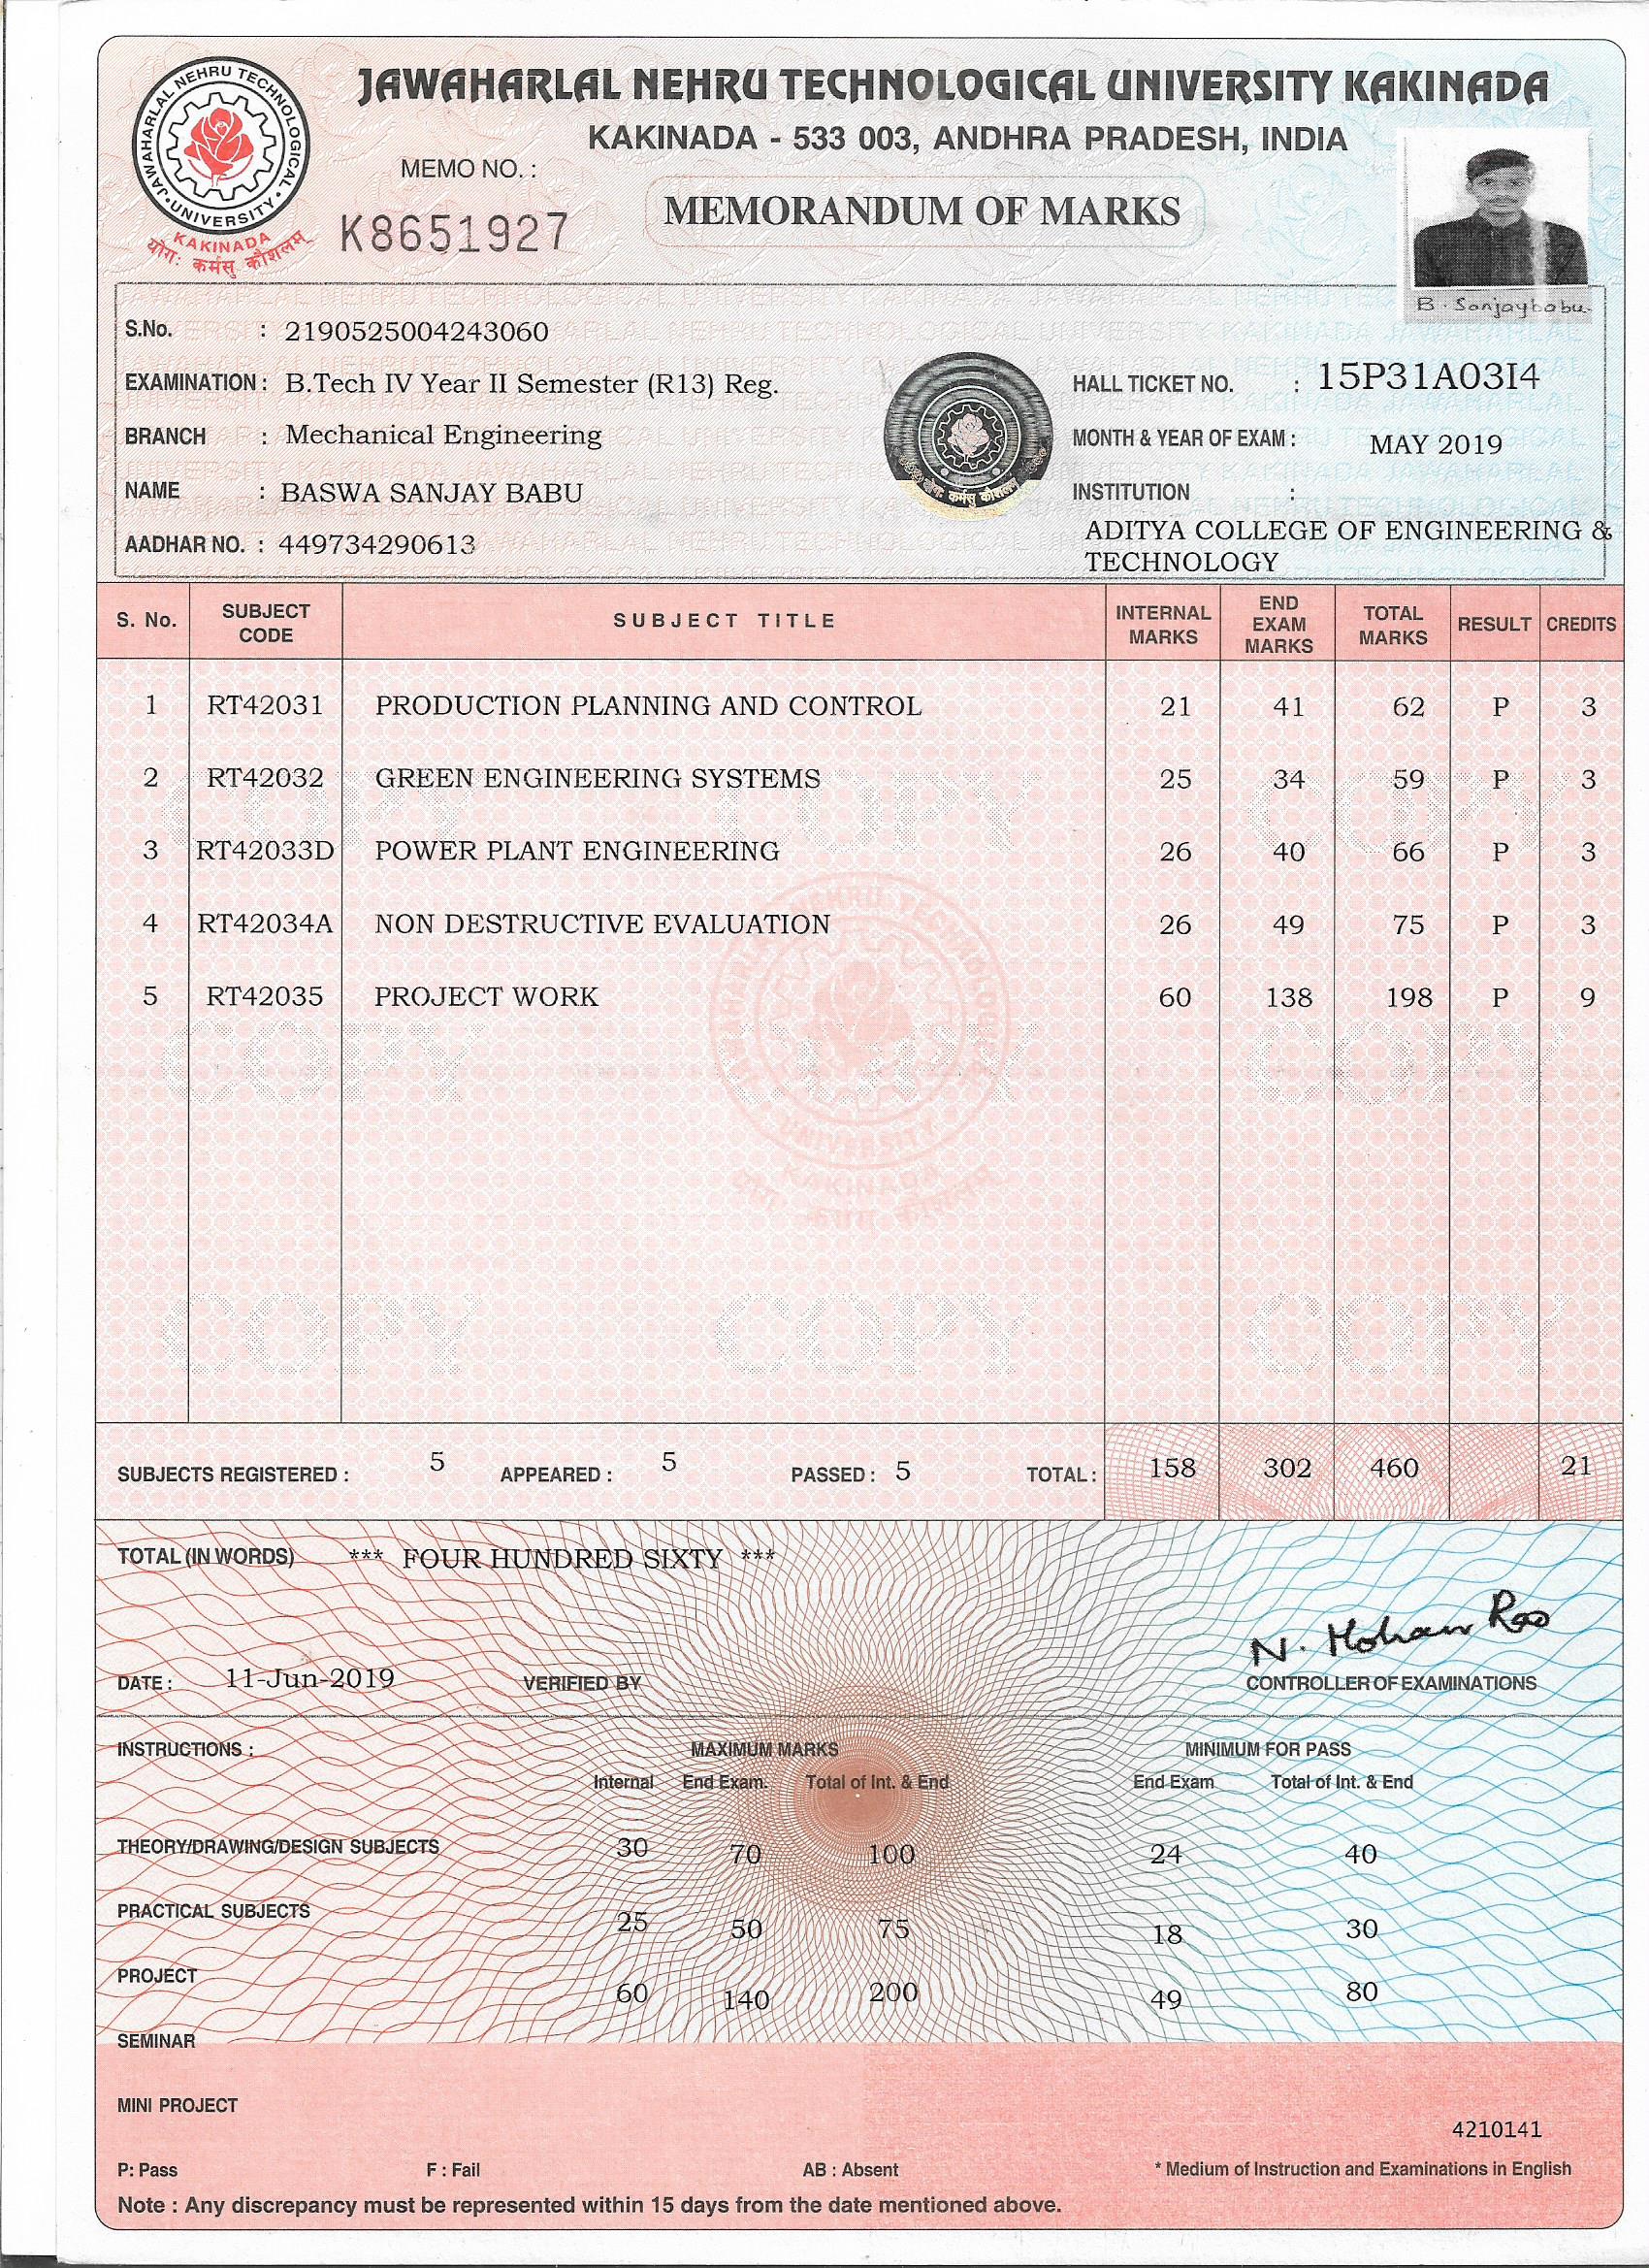 JAWAHARLAL NEHRU TECHNOLOGICAL UNIVERSITY KAKINADA
KAKINADA - 533 003, ANDHRA PRADESH, INDIA
JAWAHARLAL NEHRU TECHNOLOGICAL UNIVERSITY
KAKINADA
योगः कर्मसु कौशलम्
MEMO NO. :
K8651927
MEMORANDUM OF MARKS
B. Sanjaybabu.
S.No. : 2190525004243060
EXAMINATION : B.Tech IV Year II Semester (R13) Reg.
HALL TICKET NO. : 15P31A03I4
BRANCH : Mechanical Engineering
MONTH & YEAR OF EXAM : MAY 2019
NAME : BASWA SANJAY BABU
INSTITUTION :
ADITYA COLLEGE OF ENGINEERING &
TECHNOLOGY
AADHAR NO. : 449734290613
S. No. SUBJECT CODE SUBJECT TITLE INTERNAL MARKS END EXAM MARKS TOTAL MARKS RESULT CREDITS
1 RT42031 PRODUCTION PLANNING AND CONTROL 21 41 62 P 3
2 RT42032 GREEN ENGINEERING SYSTEMS 25 34 59 P 3
COPY COPY COPY
3 RT42033D POWER PLANT ENGINEERING 26 40 66 P 3
4 RT42034A NON DESTRUCTIVE EVALUATION 26 49 75 P 3
5 RT42035 PROJECT WORK 60 138 198 P 9
COPY COPY COPY
COPY COPY COPY
SUBJECTS REGISTERED : 5 APPEARED : 5 PASSED : 5 TOTAL : 158 302 460 21
TOTAL (IN WORDS) *** FOUR HUNDRED SIXTY ***
N. Mohan Rao
DATE : 11-Jun-2019 VERIFIED BY CONTROLLER OF EXAMINATIONS
INSTRUCTIONS : MAXIMUM MARKS MINIMUM FOR PASS
Internal End Exam. Total of Int. & End End Exam Total of Int. & End
THEORY/DRAWING/DESIGN SUBJECTS 30 70 100 24 40
PRACTICAL SUBJECTS 25 50 75 18 30
PROJECT 60 140 200 49 80
SEMINAR
MINI PROJECT
4210141
P: Pass F : Fail AB : Absent * Medium of Instruction and Examinations in English
Note : Any discrepancy must be represented within 15 days from the date mentioned above.